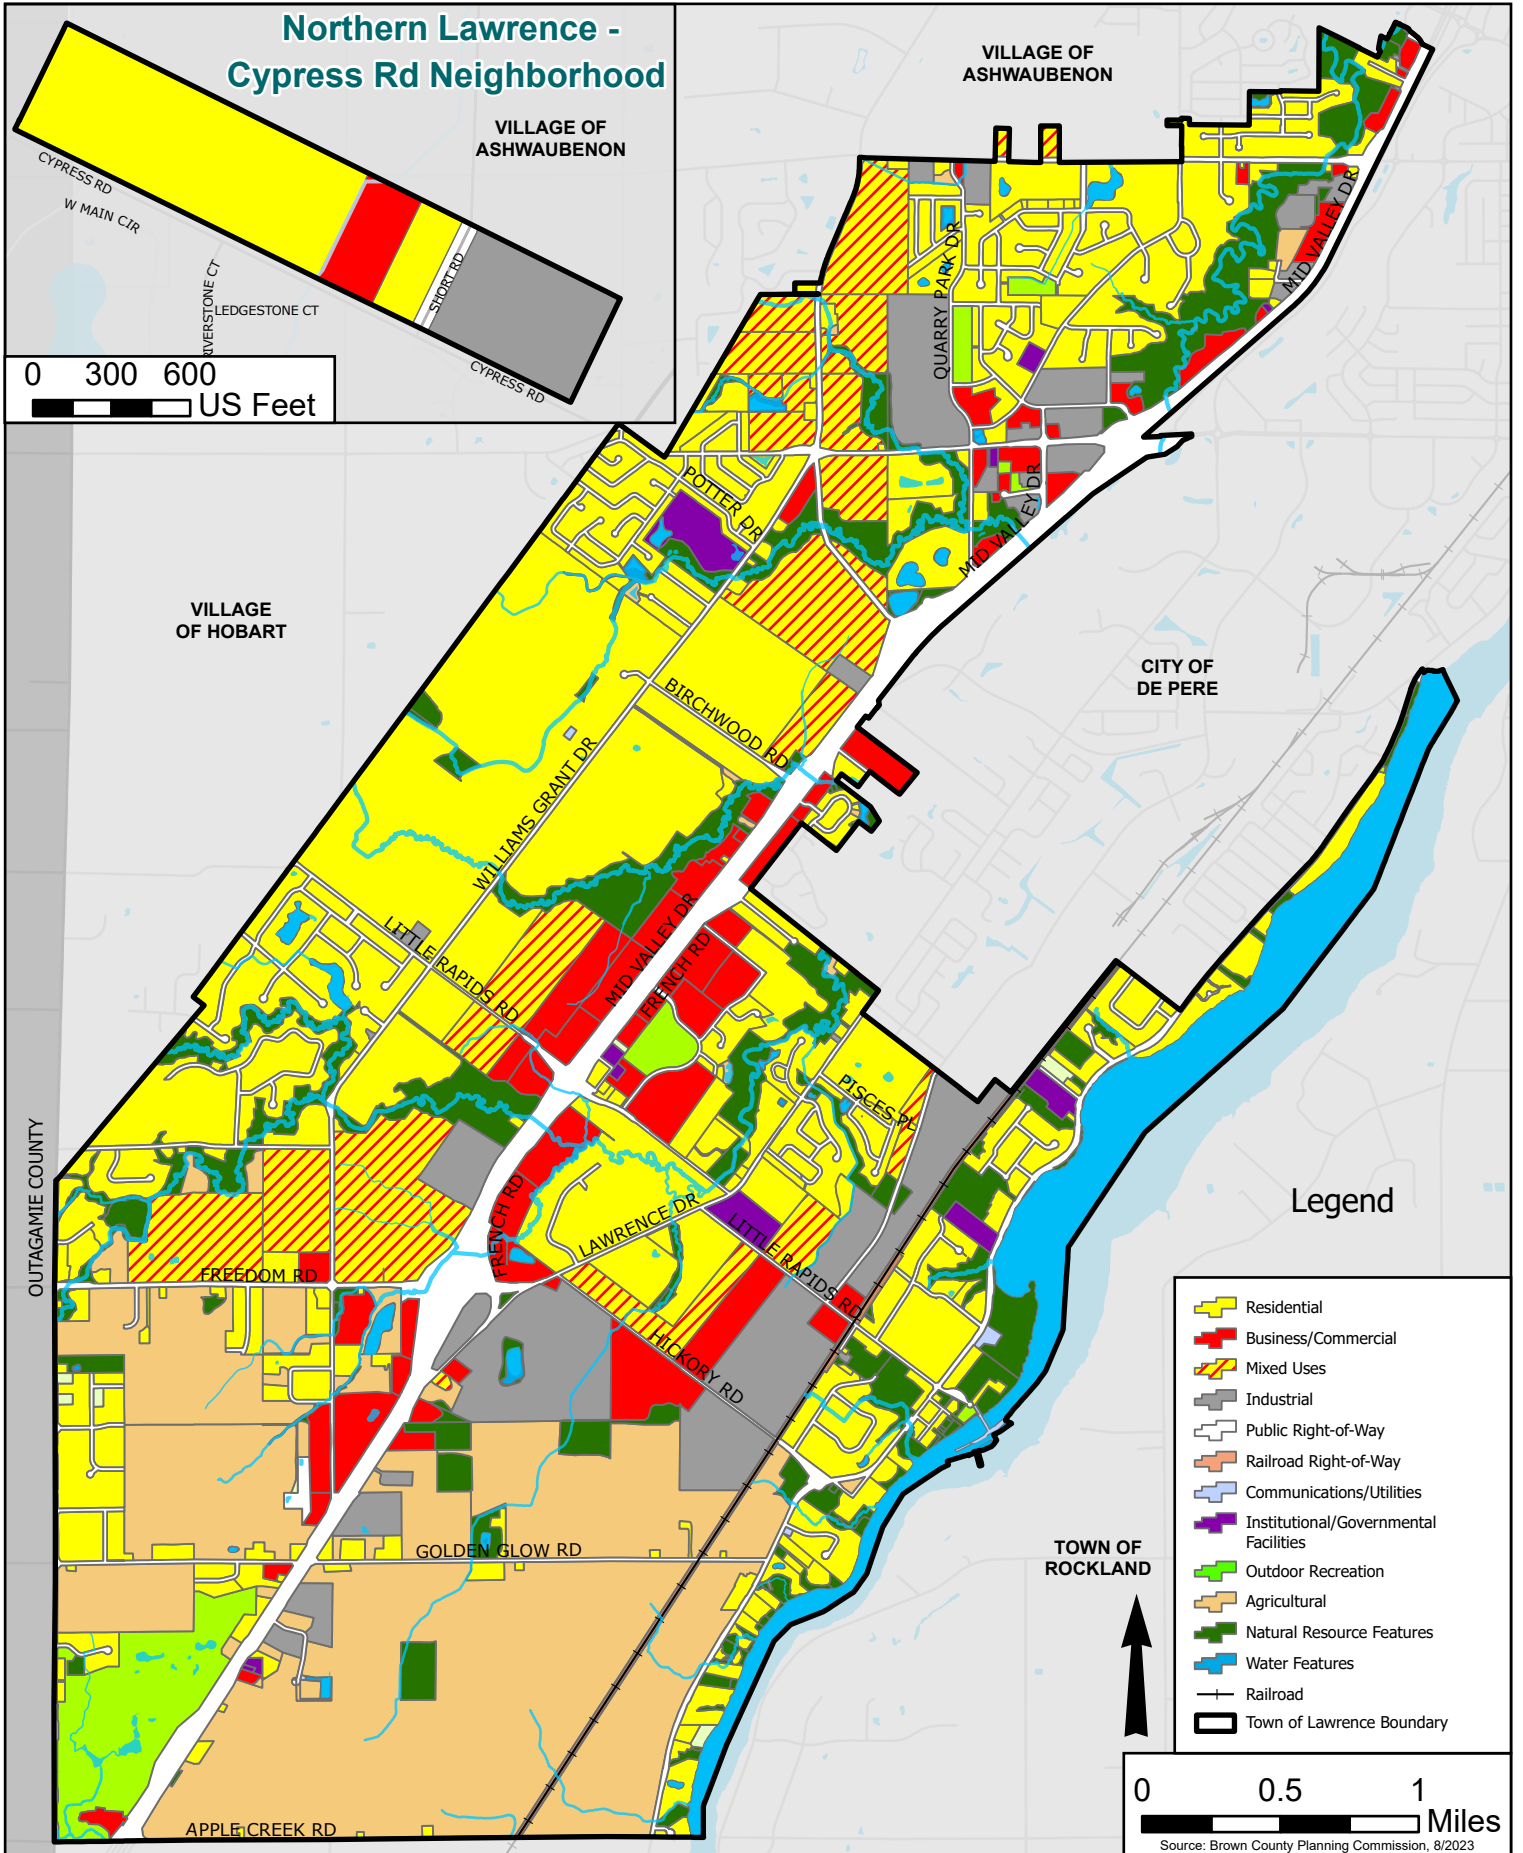 Northern Lawrence -
Cypress Rd Neighborhood
VILLAGE OF
ASHWAUBENON
CYPRESS RD
W MAIN CIR
RIVERSTONE CT
LEDGESTONE CT
SHORT RD
CYPRESS RD
0 300 600
US Feet
VILLAGE OF
ASHWAUBENON
QUARRY PARK DR
MID VALLEY DR
POTTER DR
MID VALLEY DR
VILLAGE
OF HOBART
CITY OF
DE PERE
BIRCHWOOD RD
WILLIAMS GRANT DR
LITTLE RAPIDS RD
MID VALLEY DR
FRENCH RD
PISCES PL
OUTAGAMIE COUNTY
FRENCH RD
LAWRENCE DR
LITTLE RAPIDS RD
FREEDOM RD
HICKORY RD
GOLDEN GLOW RD
TOWN OF
ROCKLAND
APPLE CREEK RD
Legend
Residential
Business/Commercial
Mixed Uses
Industrial
Public Right-of-Way
Railroad Right-of-Way
Communications/Utilities
Institutional/Governmental
Facilities
Outdoor Recreation
Agricultural
Natural Resource Features
Water Features
Railroad
Town of Lawrence Boundary
0 0.5 1
Miles
Source: Brown County Planning Commission, 8/2023